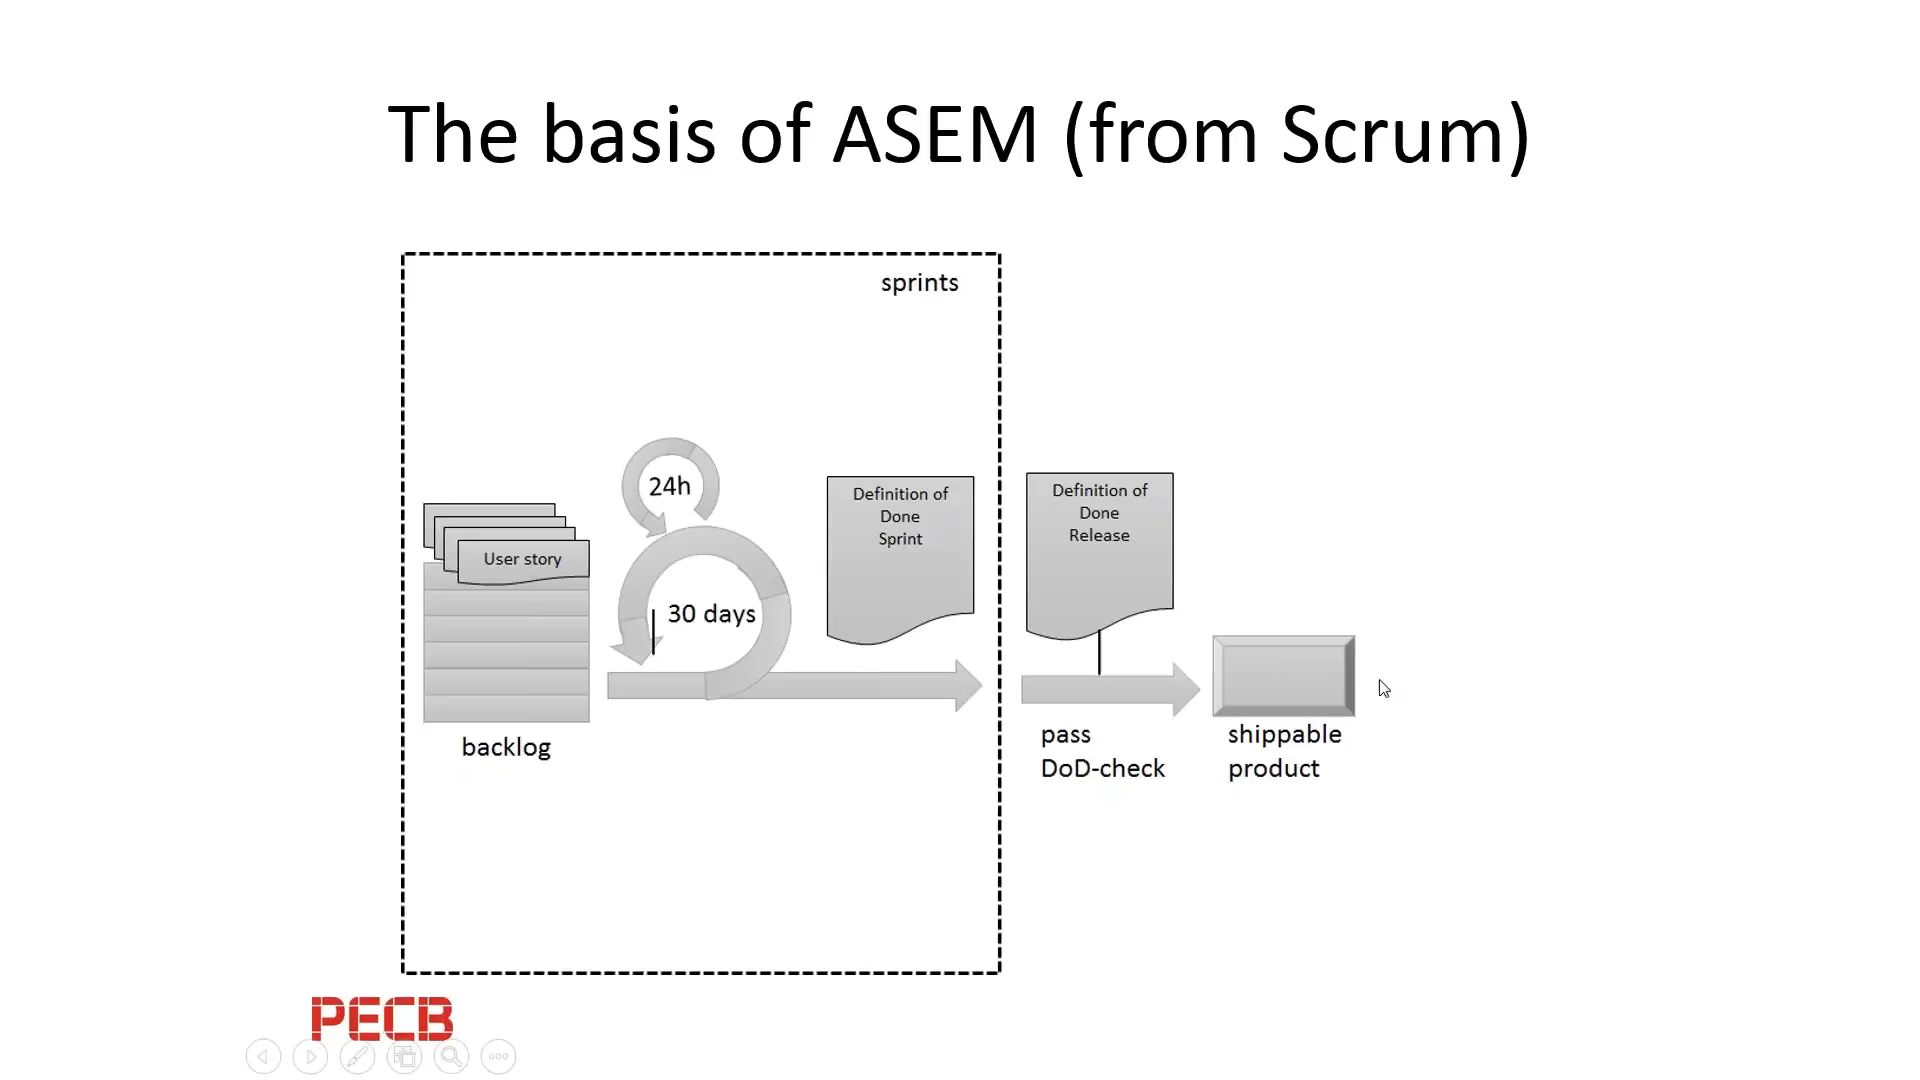 The basis of ASEM (from Scrum)
sprints
24h
30 days
User story
backlog
Definition of
Done
Sprint
Definition of
Done
Release
pass
DoD-check
shippable
product
PECB